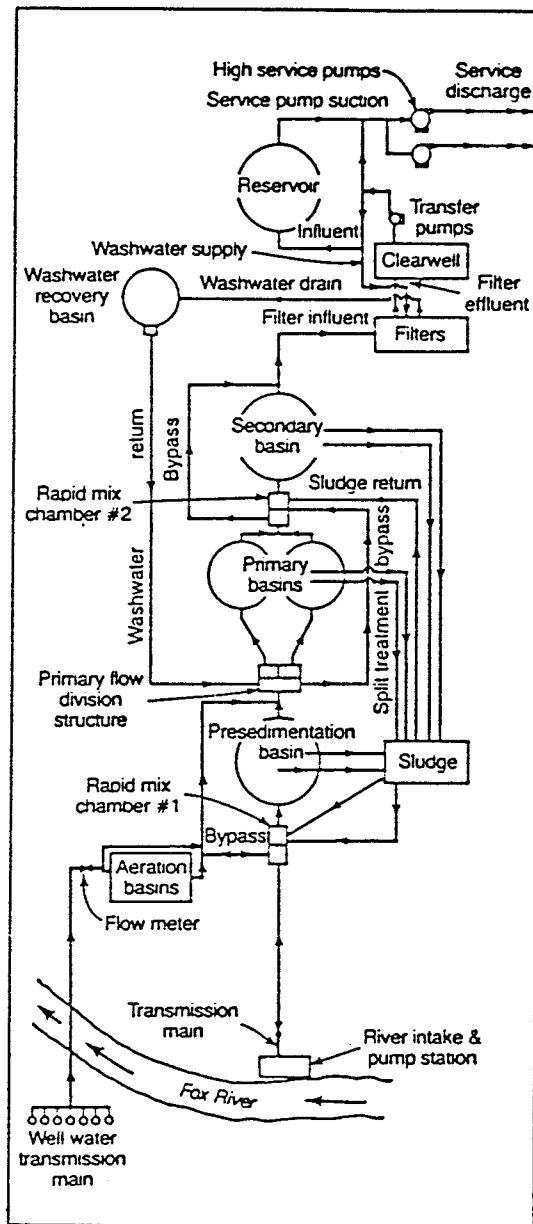 High service pumps
Service
discharge
Service pump suction
Reservoir
Transfer
pumps
Influent
Washwater supply
Clearwell
Washwater
recovery
basin
Washwater drain
Filter
effluent
Filter influent
Filters
return
Bypass
Secondary
basin
Rapid mix
chamber #2
Sludge return
bypass
Primary
basins
Washwater
Split treatment
Primary flow
division
structure
Presedimentation
basin
Sludge
Rapid mix
chamber #1
Bypass
Aeration
basins
Flow meter
Transmission
main
River intake &
pump station
Fox River
Well water
transmission
main